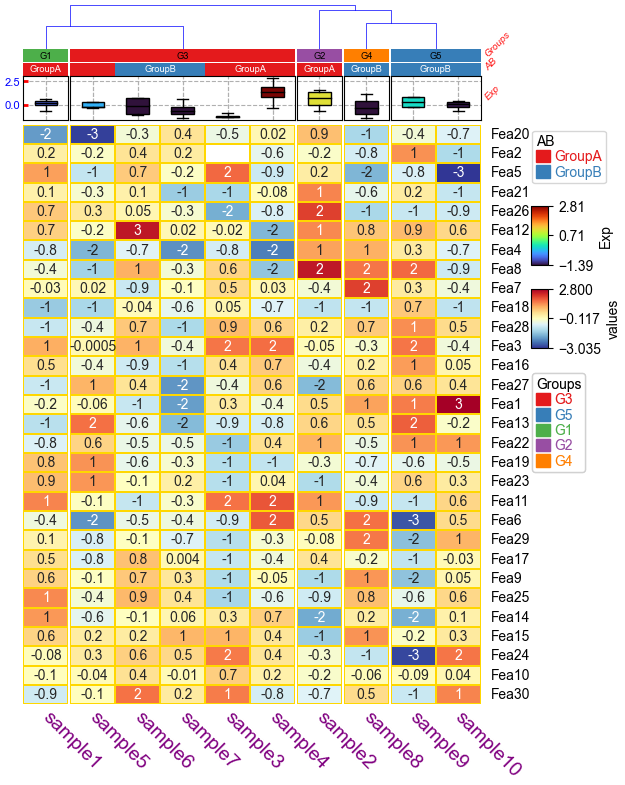 G1 G3 G2 G4 G5 Groups
GroupA GroupB GroupA GroupA GroupB GroupB AB
2.5
0.0
Exp
-2 -3 -0.3 0.4 -0.5 0.02 0.9 -1 -0.4 -0.7 Fea20
0.2 -0.2 0.4 0.2 -0.6 -0.2 -0.8 1 -1 Fea2
1 -1 0.7 -0.2 2 -0.9 0.2 -2 -0.8 -3 Fea5
0.1 -0.3 0.1 -1 -1 -0.08 1 -0.6 0.2 -1 Fea21
0.7 0.3 0.05 -0.3 -2 -0.8 2 -1 -1 -0.9 Fea26
0.7 -0.2 3 0.02 -0.02 -2 1 0.8 0.9 0.6 Fea12
-0.8 -2 -0.7 -2 -0.8 -2 1 1 0.3 -0.7 Fea4
-0.4 -1 1 -0.3 0.6 -2 2 2 2 -0.9 Fea8
-0.03 0.02 -0.9 -0.1 0.5 0.03 -0.4 2 0.3 -0.4 Fea7
-1 -1 -0.04 -0.6 0.05 -0.7 -1 -1 0.7 -1 Fea18
-1 -0.4 0.7 -1 0.9 0.6 0.2 0.7 1 0.5 Fea28
1 -0.0005 1 -0.4 2 2 -0.05 -0.3 2 -0.4 Fea3
0.5 -0.4 -0.9 -1 0.4 0.7 -0.4 0.2 1 0.05 Fea16
-1 1 0.4 -2 -0.4 0.6 -2 0.6 0.6 0.4 Fea27
-0.2 -0.06 -1 -2 0.3 -0.4 0.5 1 1 3 Fea1
-1 2 -0.6 -2 -0.9 -0.8 0.6 0.5 2 -0.2 Fea13
-0.8 0.6 -0.5 -0.5 -1 0.4 1 -0.5 1 1 Fea22
0.8 1 -0.6 -0.3 -1 -1 -0.3 -0.7 -0.6 -0.5 Fea19
0.9 1 -0.1 0.2 -1 0.04 -1 -0.4 0.6 0.3 Fea23
1 -0.1 -1 -0.3 2 2 1 -0.9 -1 0.6 Fea11
-0.4 -2 -0.5 -0.4 -0.9 2 0.5 2 -3 0.5 Fea6
0.1 -0.8 -0.1 -0.7 -1 -0.3 -0.08 2 -2 1 Fea29
0.5 -0.8 0.8 0.004 -1 -0.4 0.4 -0.2 1 -0.03 Fea17
0.6 -0.1 0.7 0.3 -1 -0.05 -1 1 -2 0.05 Fea9
1 -0.4 0.9 0.4 -1 -0.6 -0.9 0.8 -0.6 0.6 Fea25
1 -0.6 -0.1 0.06 0.3 0.7 -2 0.2 -2 0.1 Fea14
0.6 0.2 0.2 1 1 0.4 -1 1 -0.2 0.3 Fea15
-0.08 0.3 0.6 0.5 2 0.4 -0.3 -1 -3 2 Fea24
-0.1 -0.04 0.4 -0.01 0.7 0.2 -0.2 -0.06 -0.09 0.04 Fea10
-0.9 -0.1 2 0.2 1 -0.8 -0.7 0.5 -1 1 Fea30
sample1 sample5 sample6 sample7 sample3 sample4 sample2 sample8 sample9 sample10
AB
GroupA
GroupB
2.81
0.71
−1.39
Exp
2.800
−0.117
−3.035
values
Groups
G3
G5
G1
G2
G4